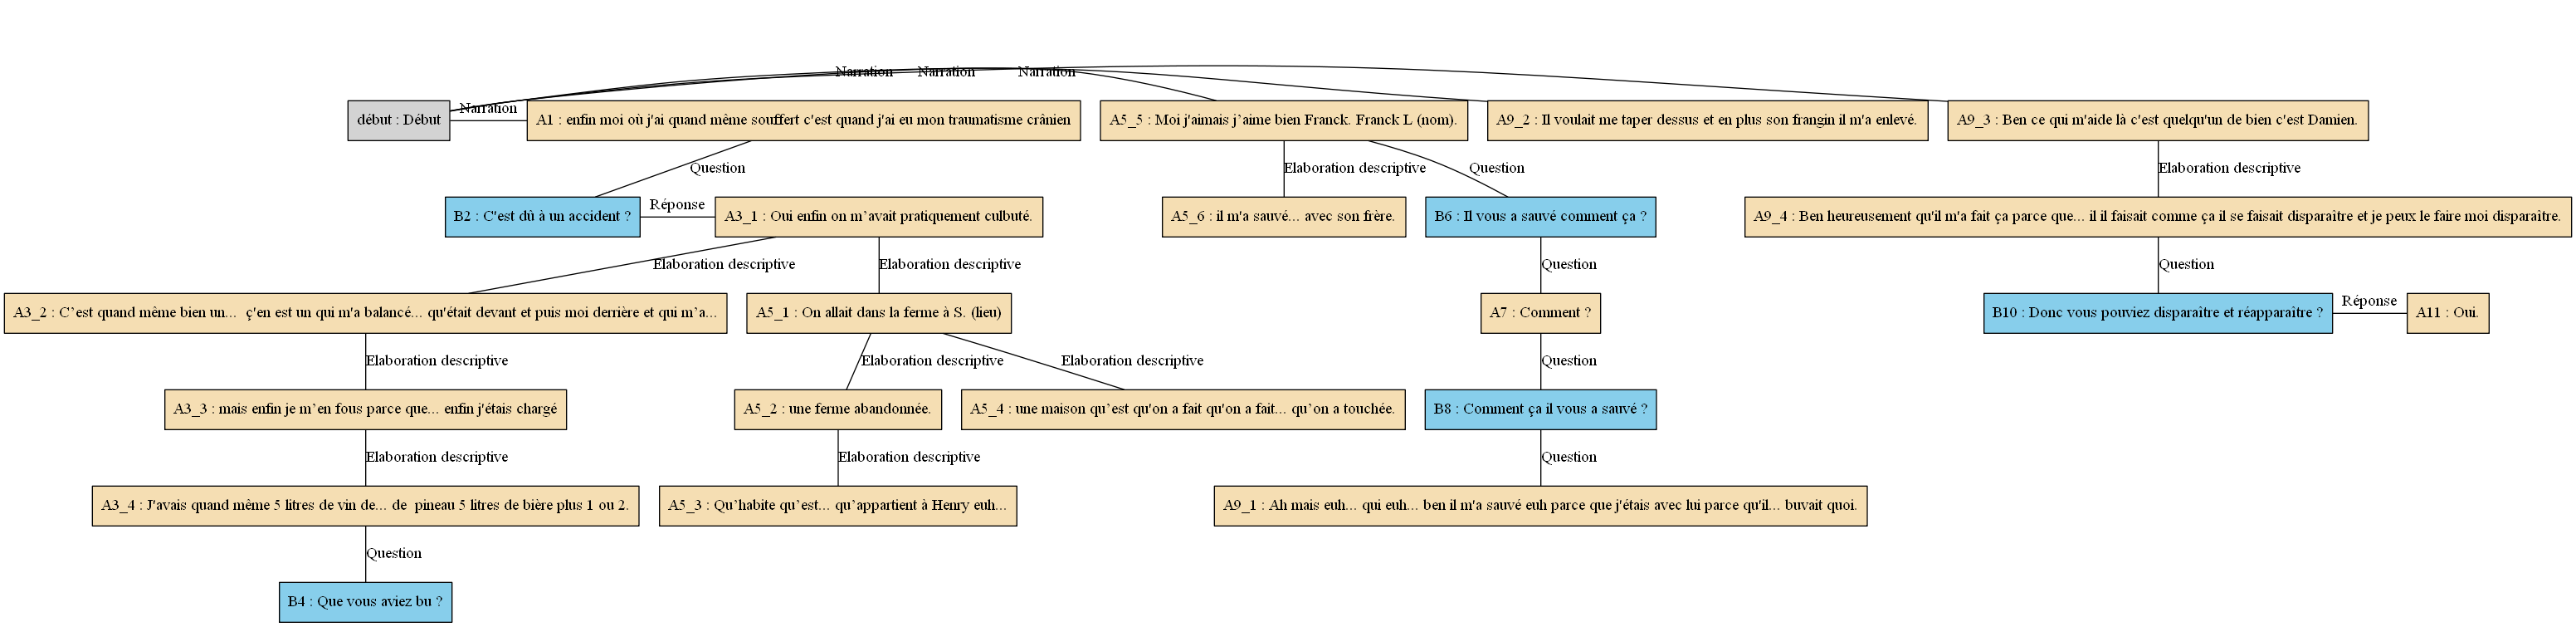 Narration Narration Narration
Narration
début : Début
A1 : enfin moi où j'ai quand même souffert c'est quand j'ai eu mon traumatisme crânien
A5_5 : Moi j'aimais j’aime bien Franck. Franck L (nom).
A9_2 : Il voulait me taper dessus et en plus son frangin il m'a enlevé.
A9_3 : Ben ce qui m'aide là c'est quelqu'un de bien c'est Damien.
Question
Elaboration descriptive
Question
Elaboration descriptive
B2 : C'est dû à un accident ?
Réponse
A3_1 : Oui enfin on m’avait pratiquement culbuté.
A5_6 : il m'a sauvé... avec son frère.
B6 : Il vous a sauvé comment ça ?
A9_4 : Ben heureusement qu'il m'a fait ça parce que... il il faisait comme ça il se faisait disparaître et je peux le faire moi disparaître.
Elaboration descriptive
Elaboration descriptive
Question
Question
A3_2 : C’est quand même bien un...  ç'en est un qui m'a balancé... qu'était devant et puis moi derrière et qui m’a...
A5_1 : On allait dans la ferme à S. (lieu)
A7 : Comment ?
B10 : Donc vous pouviez disparaître et réapparaître ?
Réponse
A11 : Oui.
Elaboration descriptive
Elaboration descriptive
Elaboration descriptive
Question
A3_3 : mais enfin je m’en fous parce que... enfin j'étais chargé
A5_2 : une ferme abandonnée.
A5_4 : une maison qu’est qu'on a fait qu'on a fait... qu’on a touchée.
B8 : Comment ça il vous a sauvé ?
Elaboration descriptive
Elaboration descriptive
Question
A3_4 : J'avais quand même 5 litres de vin de... de  pineau 5 litres de bière plus 1 ou 2.
A5_3 : Qu’habite qu’est... qu’appartient à Henry euh...
A9_1 : Ah mais euh... qui euh... ben il m'a sauvé euh parce que j'étais avec lui parce qu'il... buvait quoi.
Question
B4 : Que vous aviez bu ?